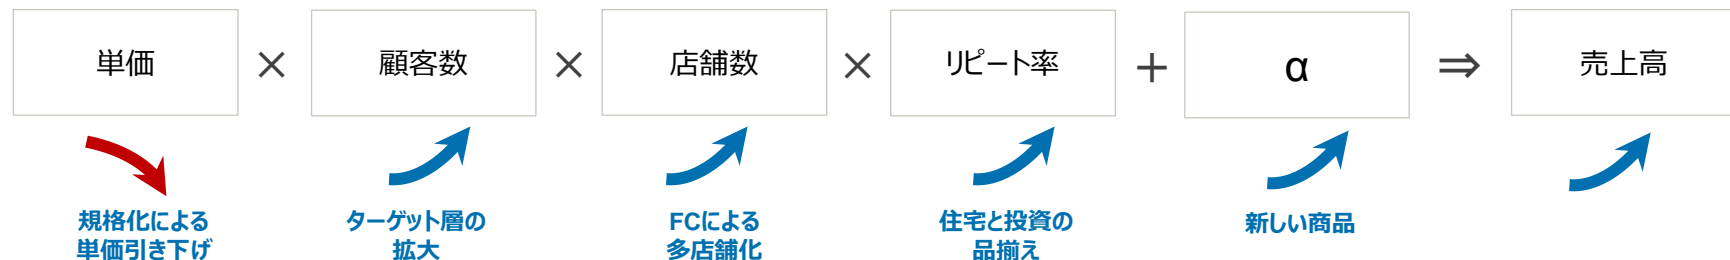 単価 × 顧客数 × 店舗数 × リピート率 + α ⇒ 売上高
規格化による
単価引き下げ
ターゲット層の
拡大
FCによる
多店舗化
住宅と投資の
品揃え
新しい商品